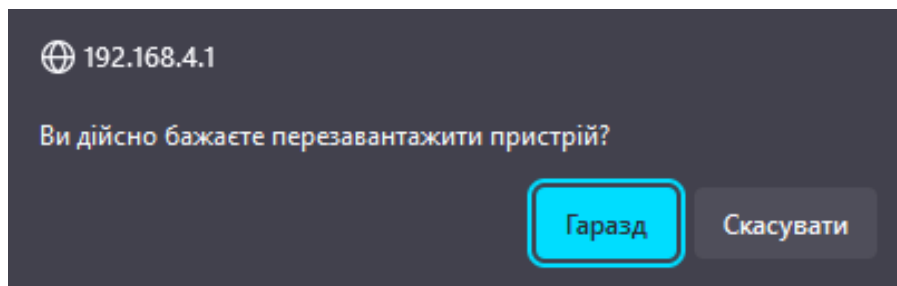 192.168.4.1
Ви дійсно бажаєте перезавантажити пристрій?
Гаразд
Скасувати